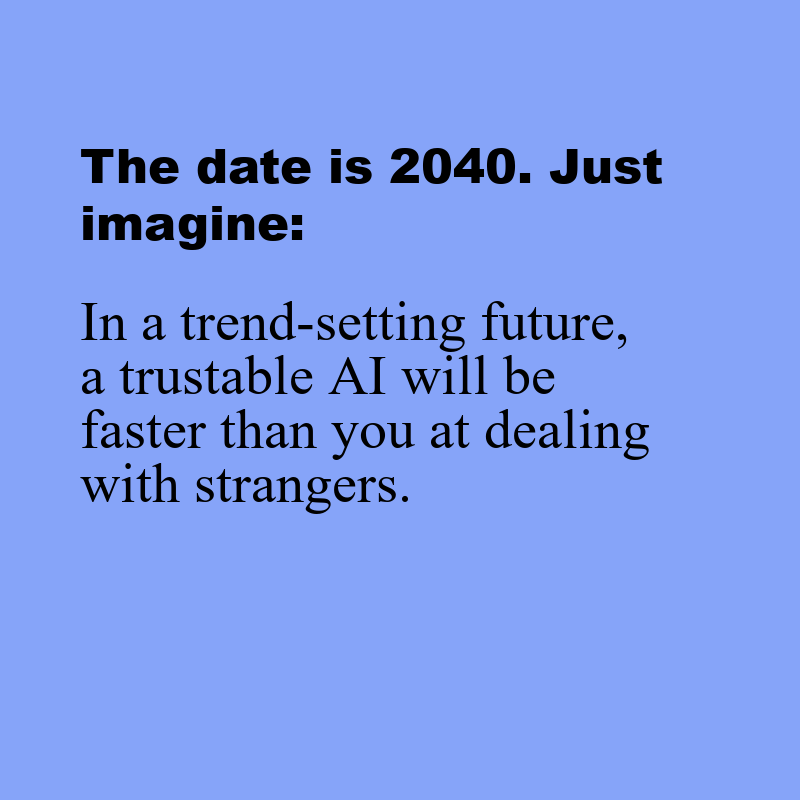 The date is 2040. Just
imagine:
In a trend-setting future,
a trustable AI will be
faster than you at dealing
with strangers.